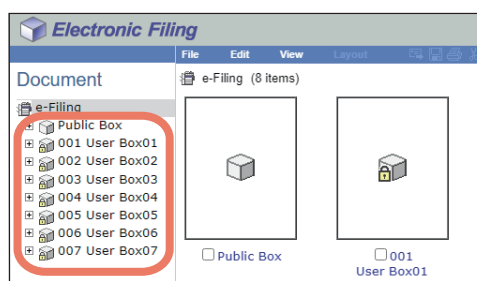 Electronic Filing
File Edit View Layout
Document
e-Filing (8 items)
e-Filing
Public Box
001 User Box01
002 User Box02
003 User Box03
004 User Box04
005 User Box05
006 User Box06
007 User Box07
Public Box
001
User Box01